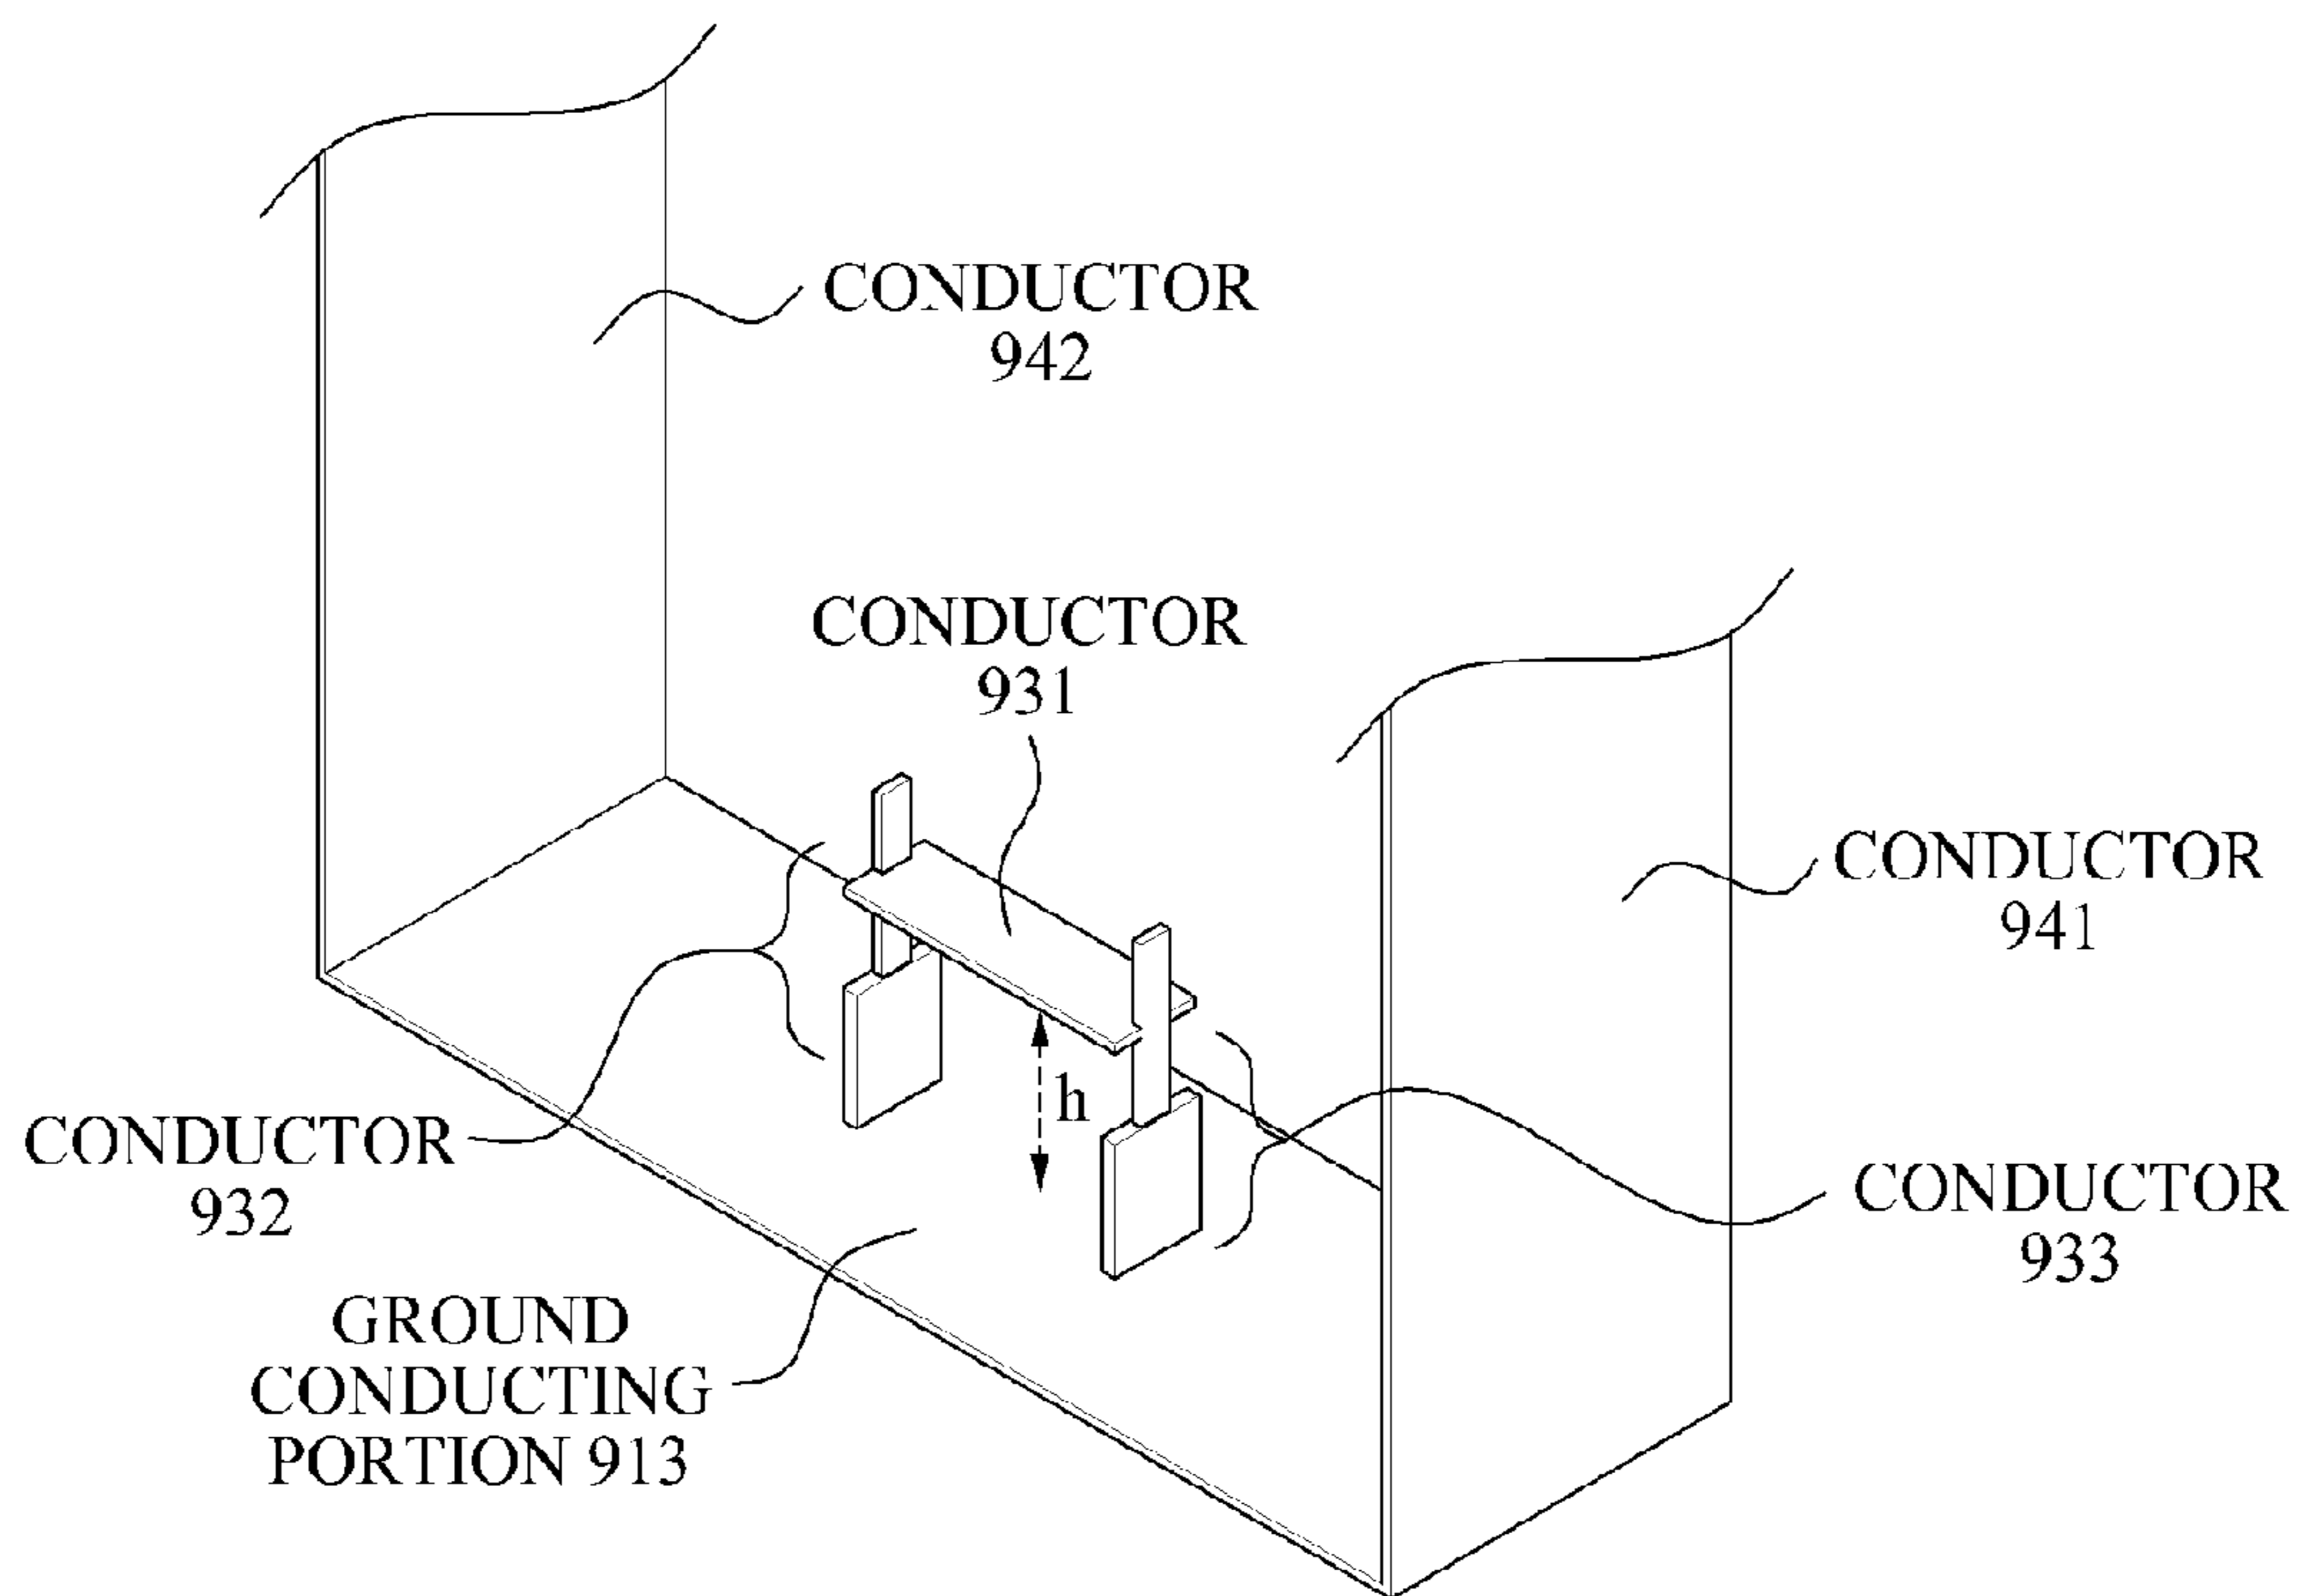 CONDUCTOR
942
CONDUCTOR
931
CONDUCTOR
941
h
CONDUCTOR
932
CONDUCTOR
933
GROUND
CONDUCTING
PORTION 913